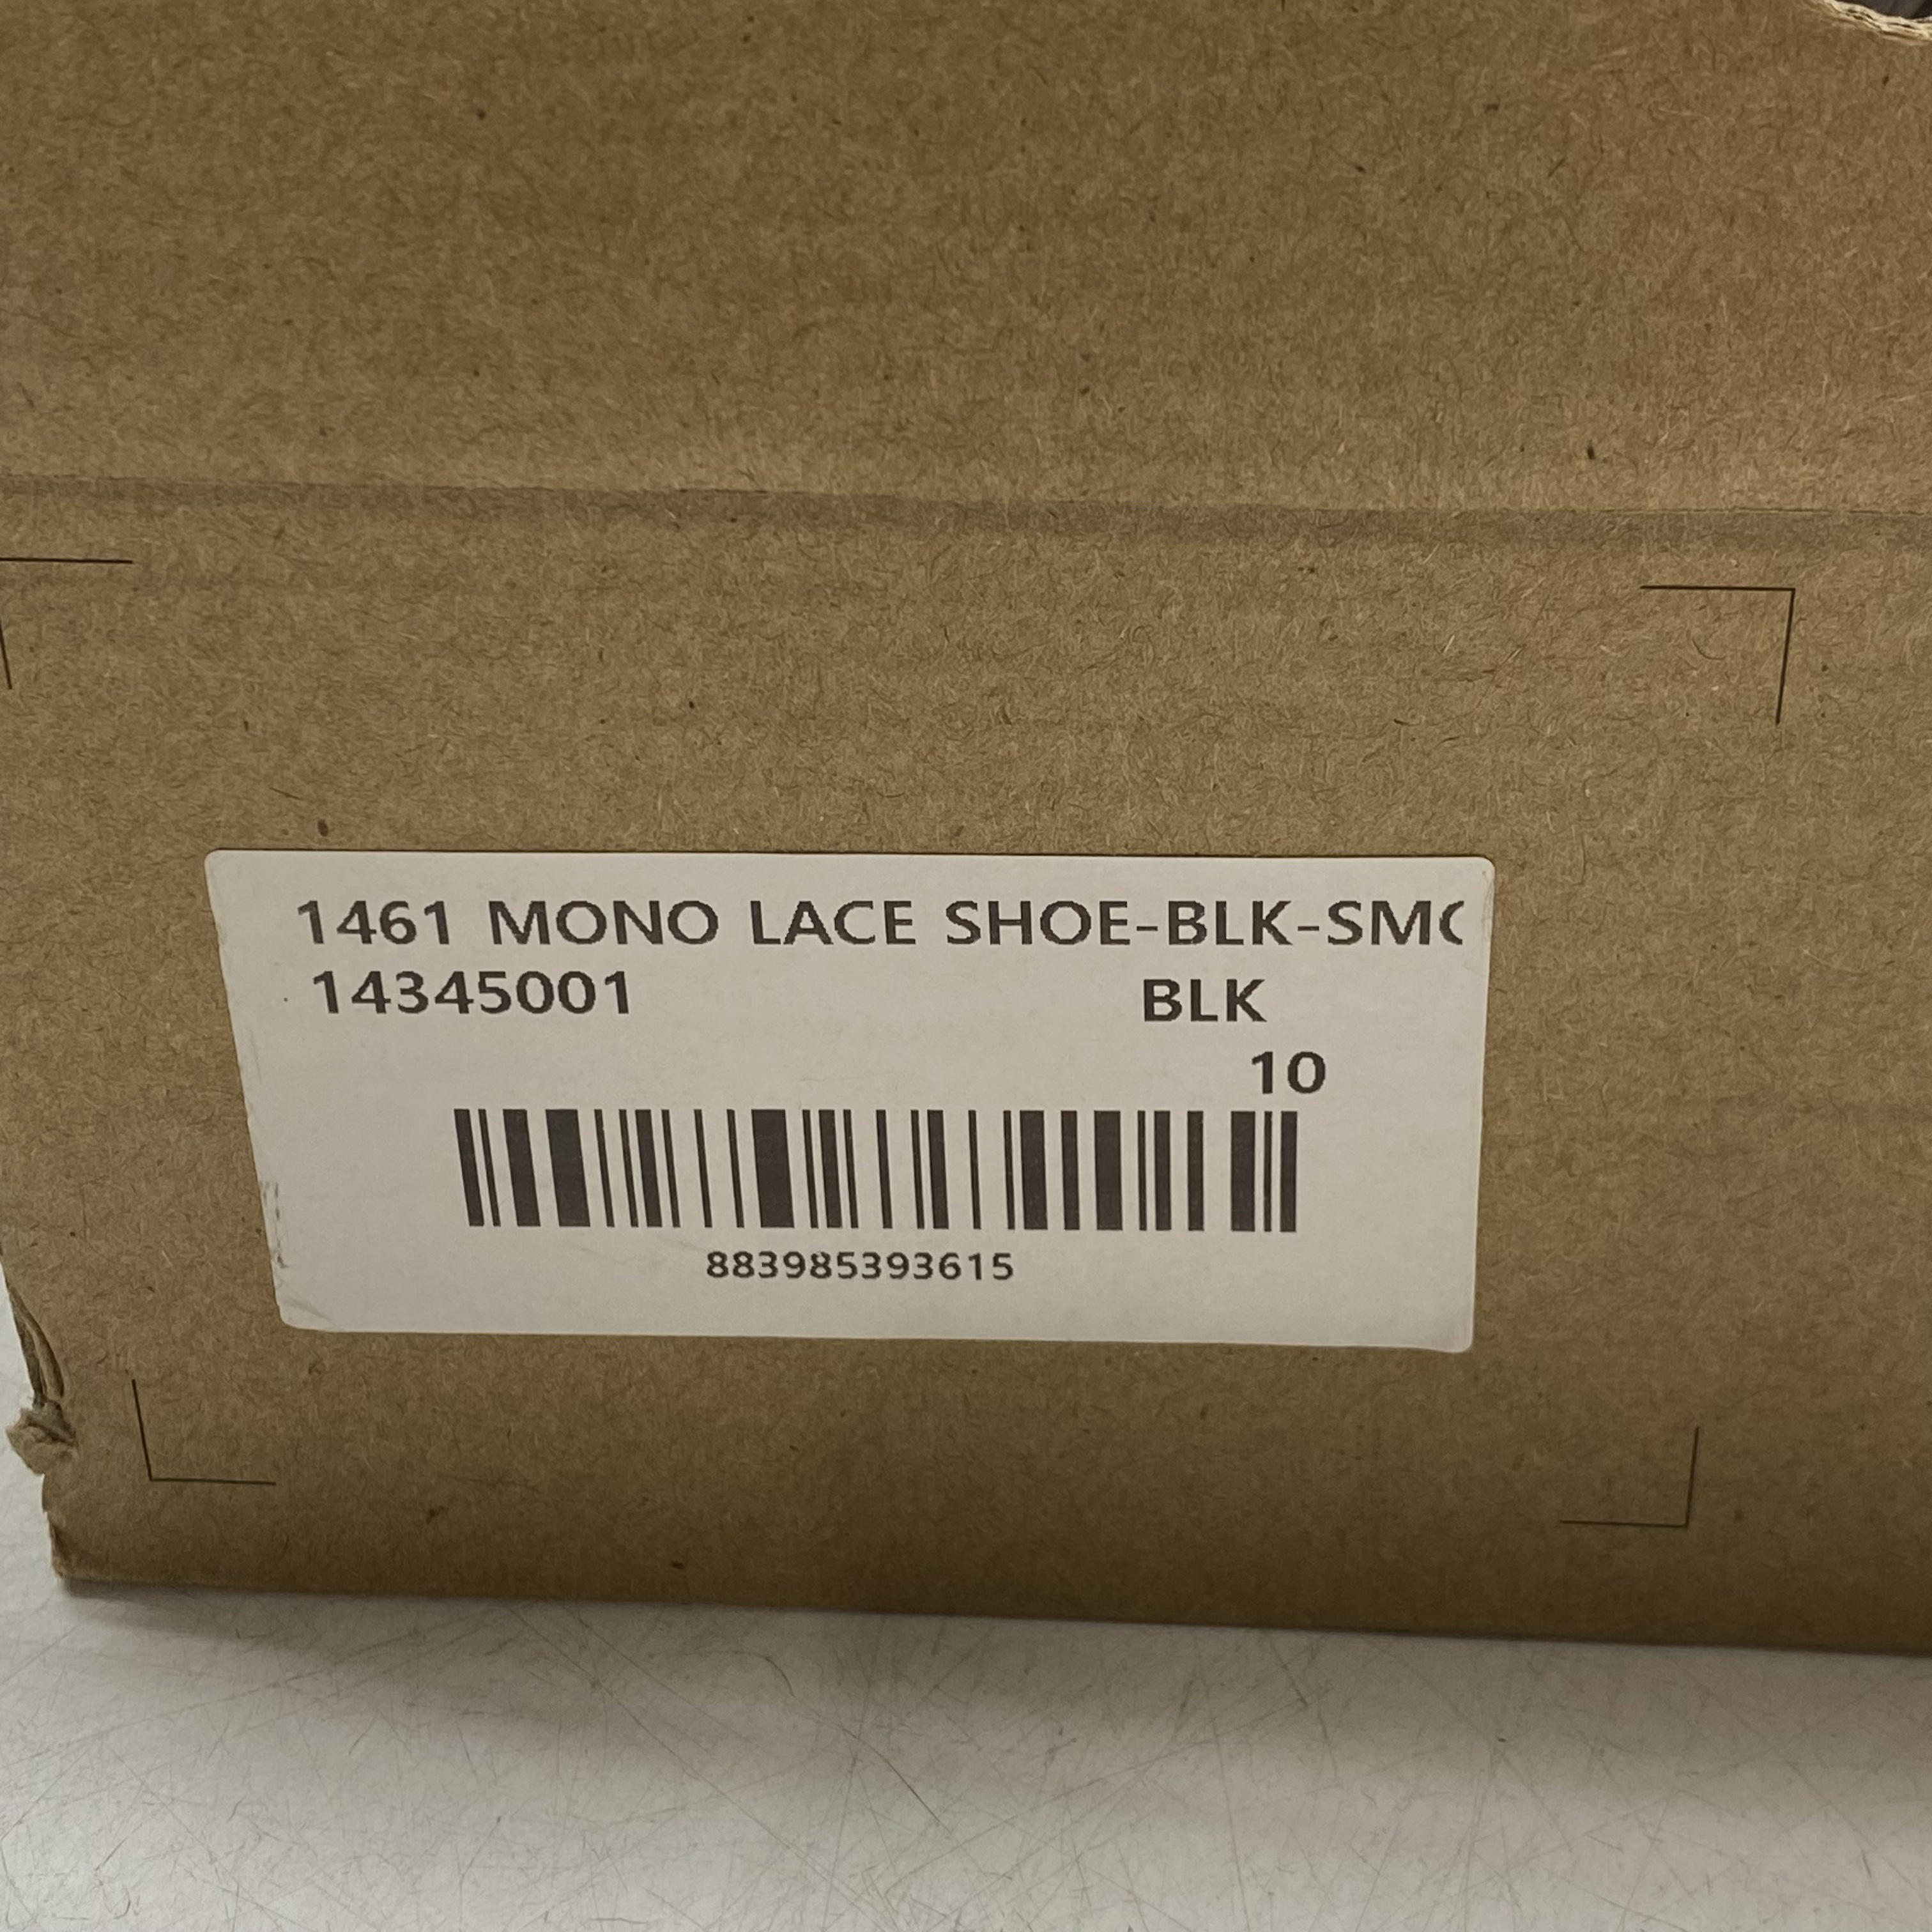 1461 MONO LACE SHOE-BLK-SMO
14345001 BLK
10
883985393615